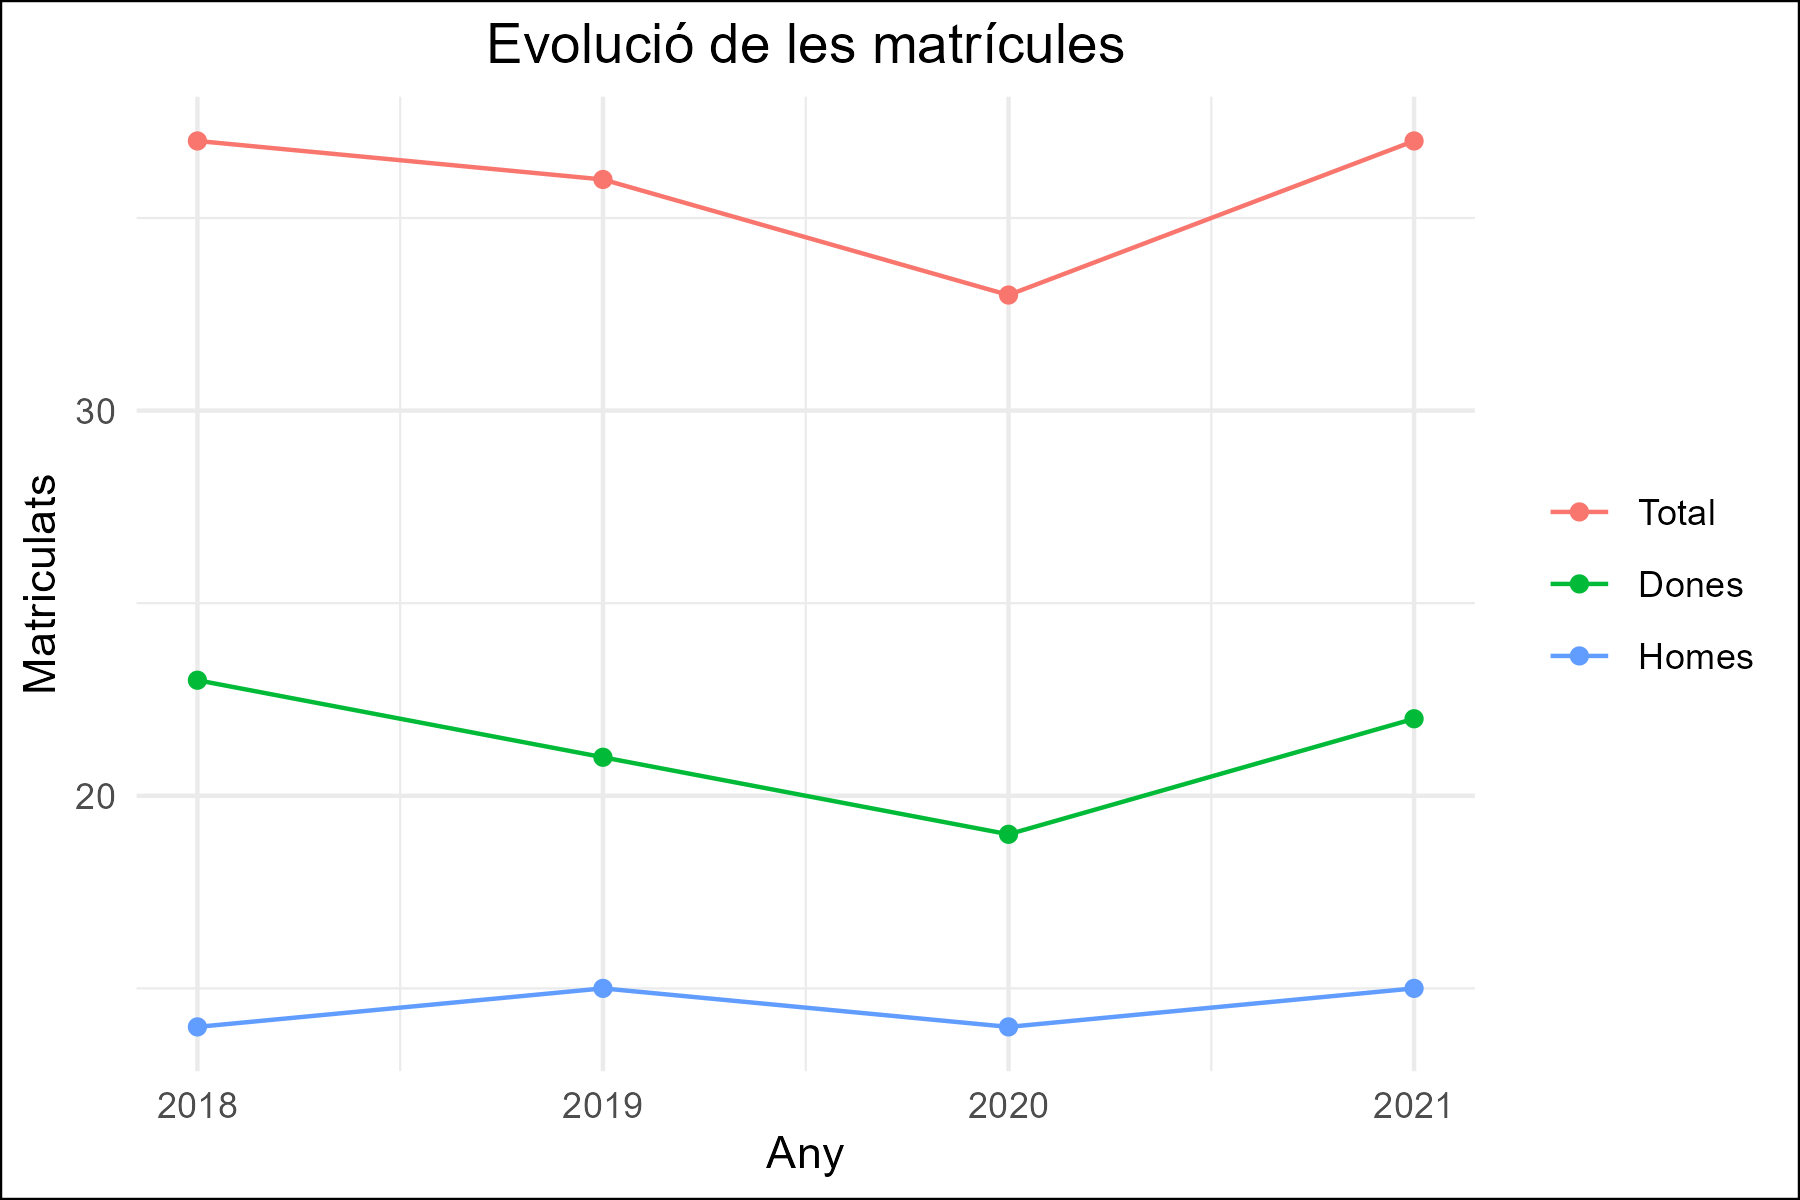 Evolució de les matrícules
Matriculats
30
20
2018 2019 2020 2021
Any
Total
Dones
Homes